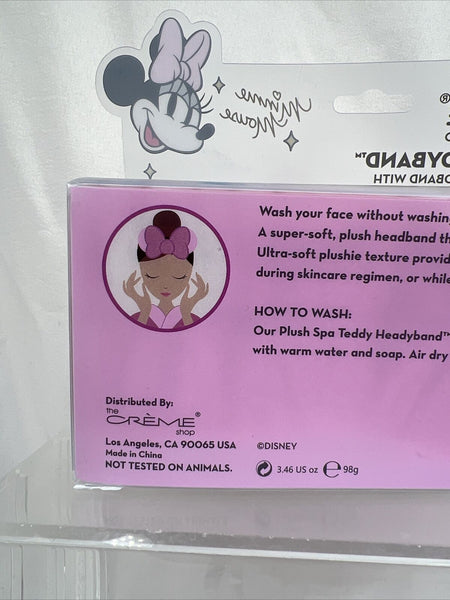 Minnie
Mouse
®
DYBAND™
DBAND WITH
Wash your face without washing
A super-soft, plush headband th
Ultra-soft plushie texture provid
during skincare regimen, or while
HOW TO WASH:
Our Plush Spa Teddy Headyband™
with warm water and soap. Air dry
Distributed By:
the
CRÈME®
shop
Los Angeles, CA 90065 USA
Made in China
NOT TESTED ON ANIMALS.
©DISNEY
3.46 US oz ℮ 98g